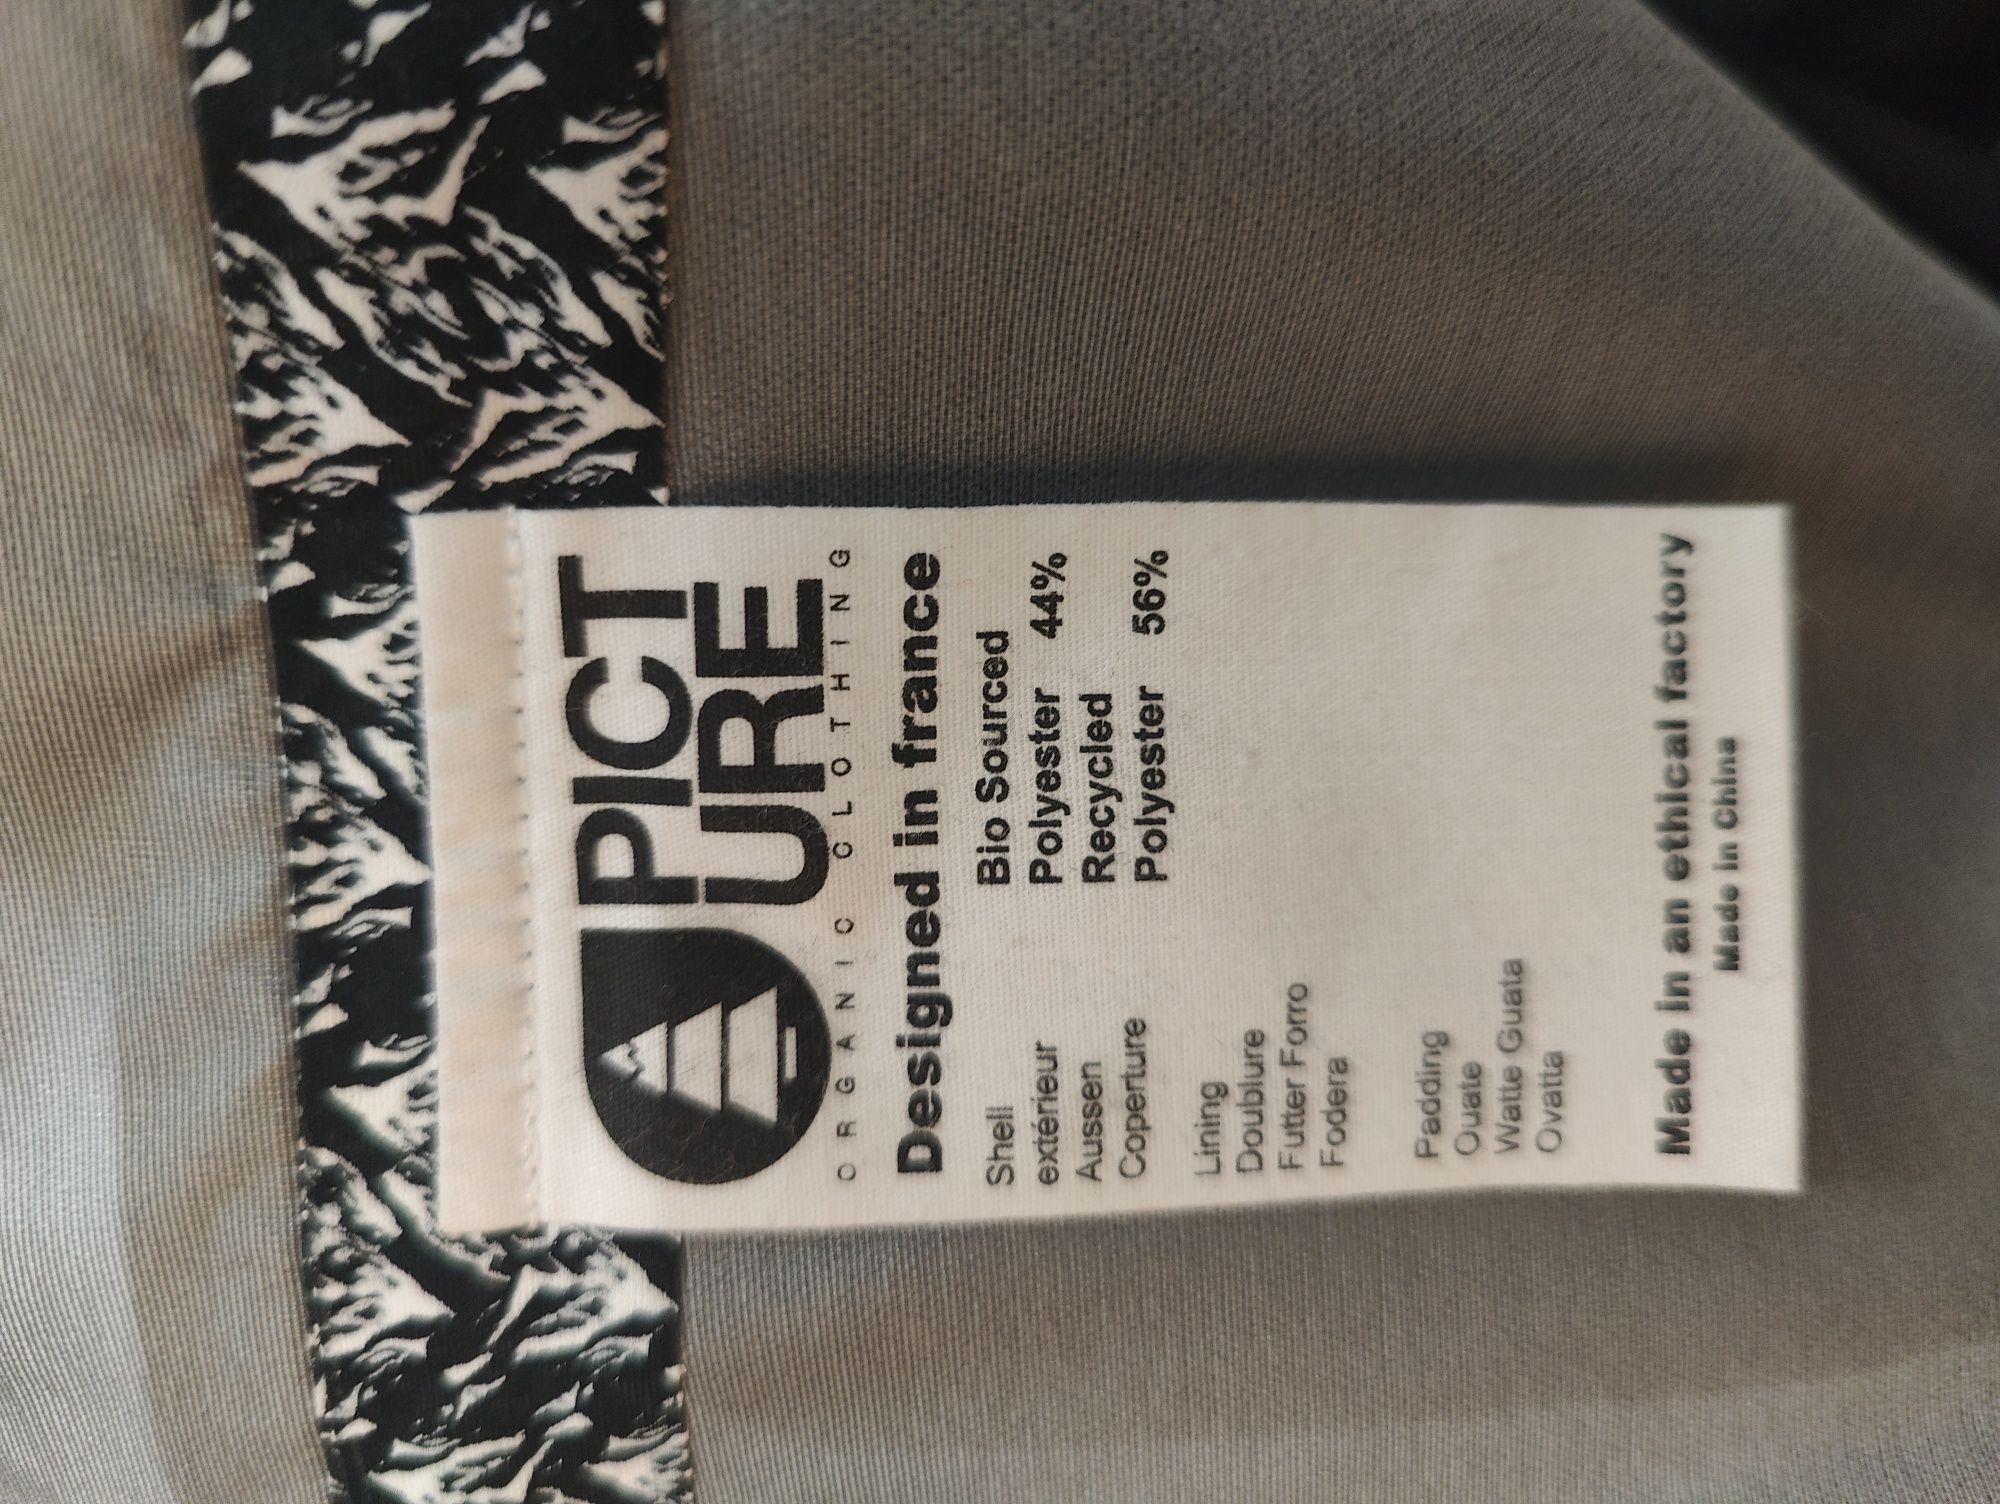 PICT
URE
ORGANIC CLOTHING
Designed in france
Shell
extérieur
Aussen
Coperture
Bio Sourced
Polyester 44%
Recycled
Polyester 56%
Lining
Doublure
Futter Forro
Fodera
Padding
Ouate
Watte Guata
Ovatta
Made in an ethical factory
Made in China